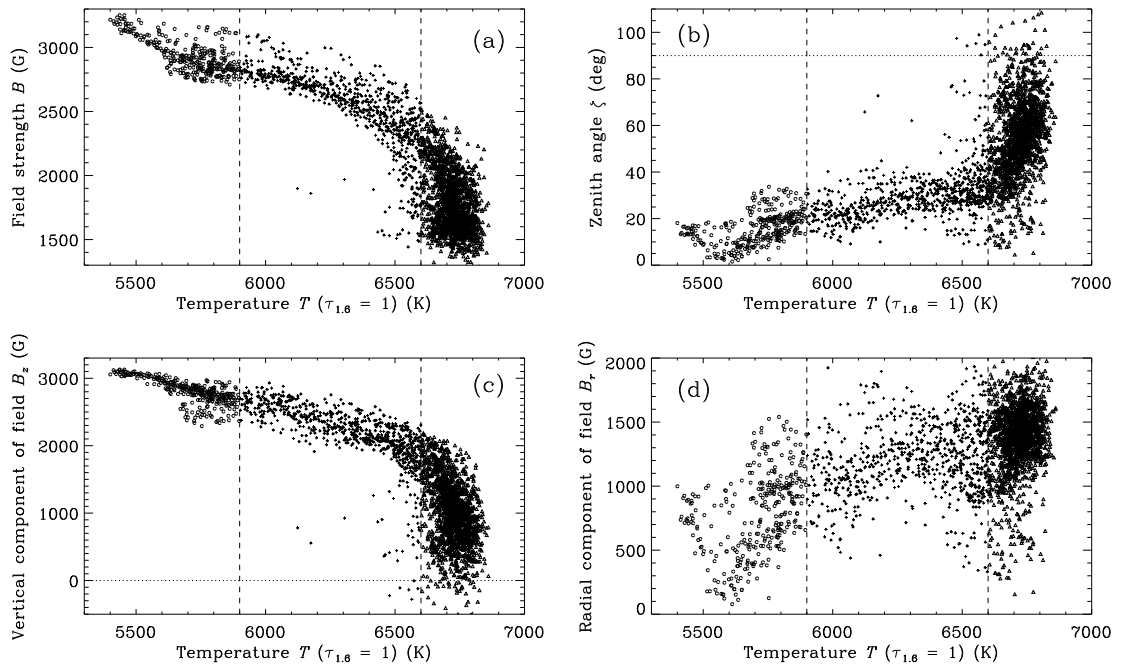 (a)
Field strength B (G)
3000
2500
2000
1500
5500 6000 6500 7000
Temperature T (τ1.6 = 1) (K)
(b)
Zenith angle ζ (deg)
100
80
60
40
20
0
5500 6000 6500 7000
Temperature T (τ1.6 = 1) (K)
(c)
Vertical component of field Bz (G)
3000
2000
1000
0
5500 6000 6500 7000
Temperature T (τ1.6 = 1) (K)
(d)
Radial component of field Br (G)
2000
1500
1000
500
0
5500 6000 6500 7000
Temperature T (τ1.6 = 1) (K)